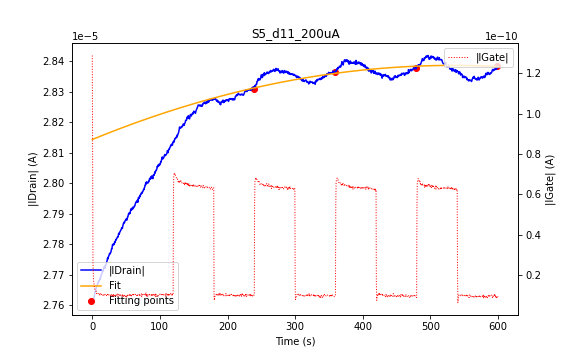 S5_d11_200uA
1e−5
1e−10
2.84
2.83
2.82
2.81
2.80
2.79
2.78
2.77
2.76
|IDrain| (A)
1.2
1.0
0.8
0.6
0.4
0.2
|IGate| (A)
|IGate|
|IDrain|
Fit
Fitting points
0 100 200 300 400 500 600
Time (s)